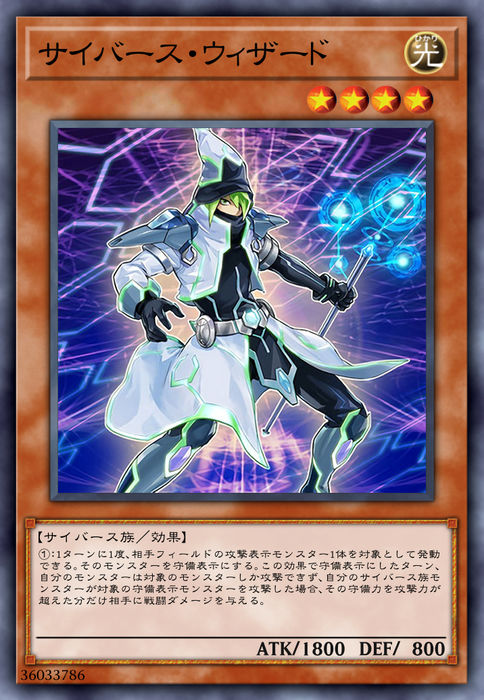 サイバース・ウィザード
ひかり
光
【サイバース族／効果】
①:1ターンに1度、相手フィールドの攻撃表示モンスター1体を対象として発動
できる。そのモンスターを守備表示にする。この効果で守備表示にしたターン、
自分のモンスターは対象のモンスターしか攻撃できず、自分のサイバース族モ
ンスターが対象の守備表示モンスターを攻撃した場合、その守備力を攻撃力が
超えた分だけ相手に戦闘ダメージを与える。
ATK/1800 DEF/ 800
36033786